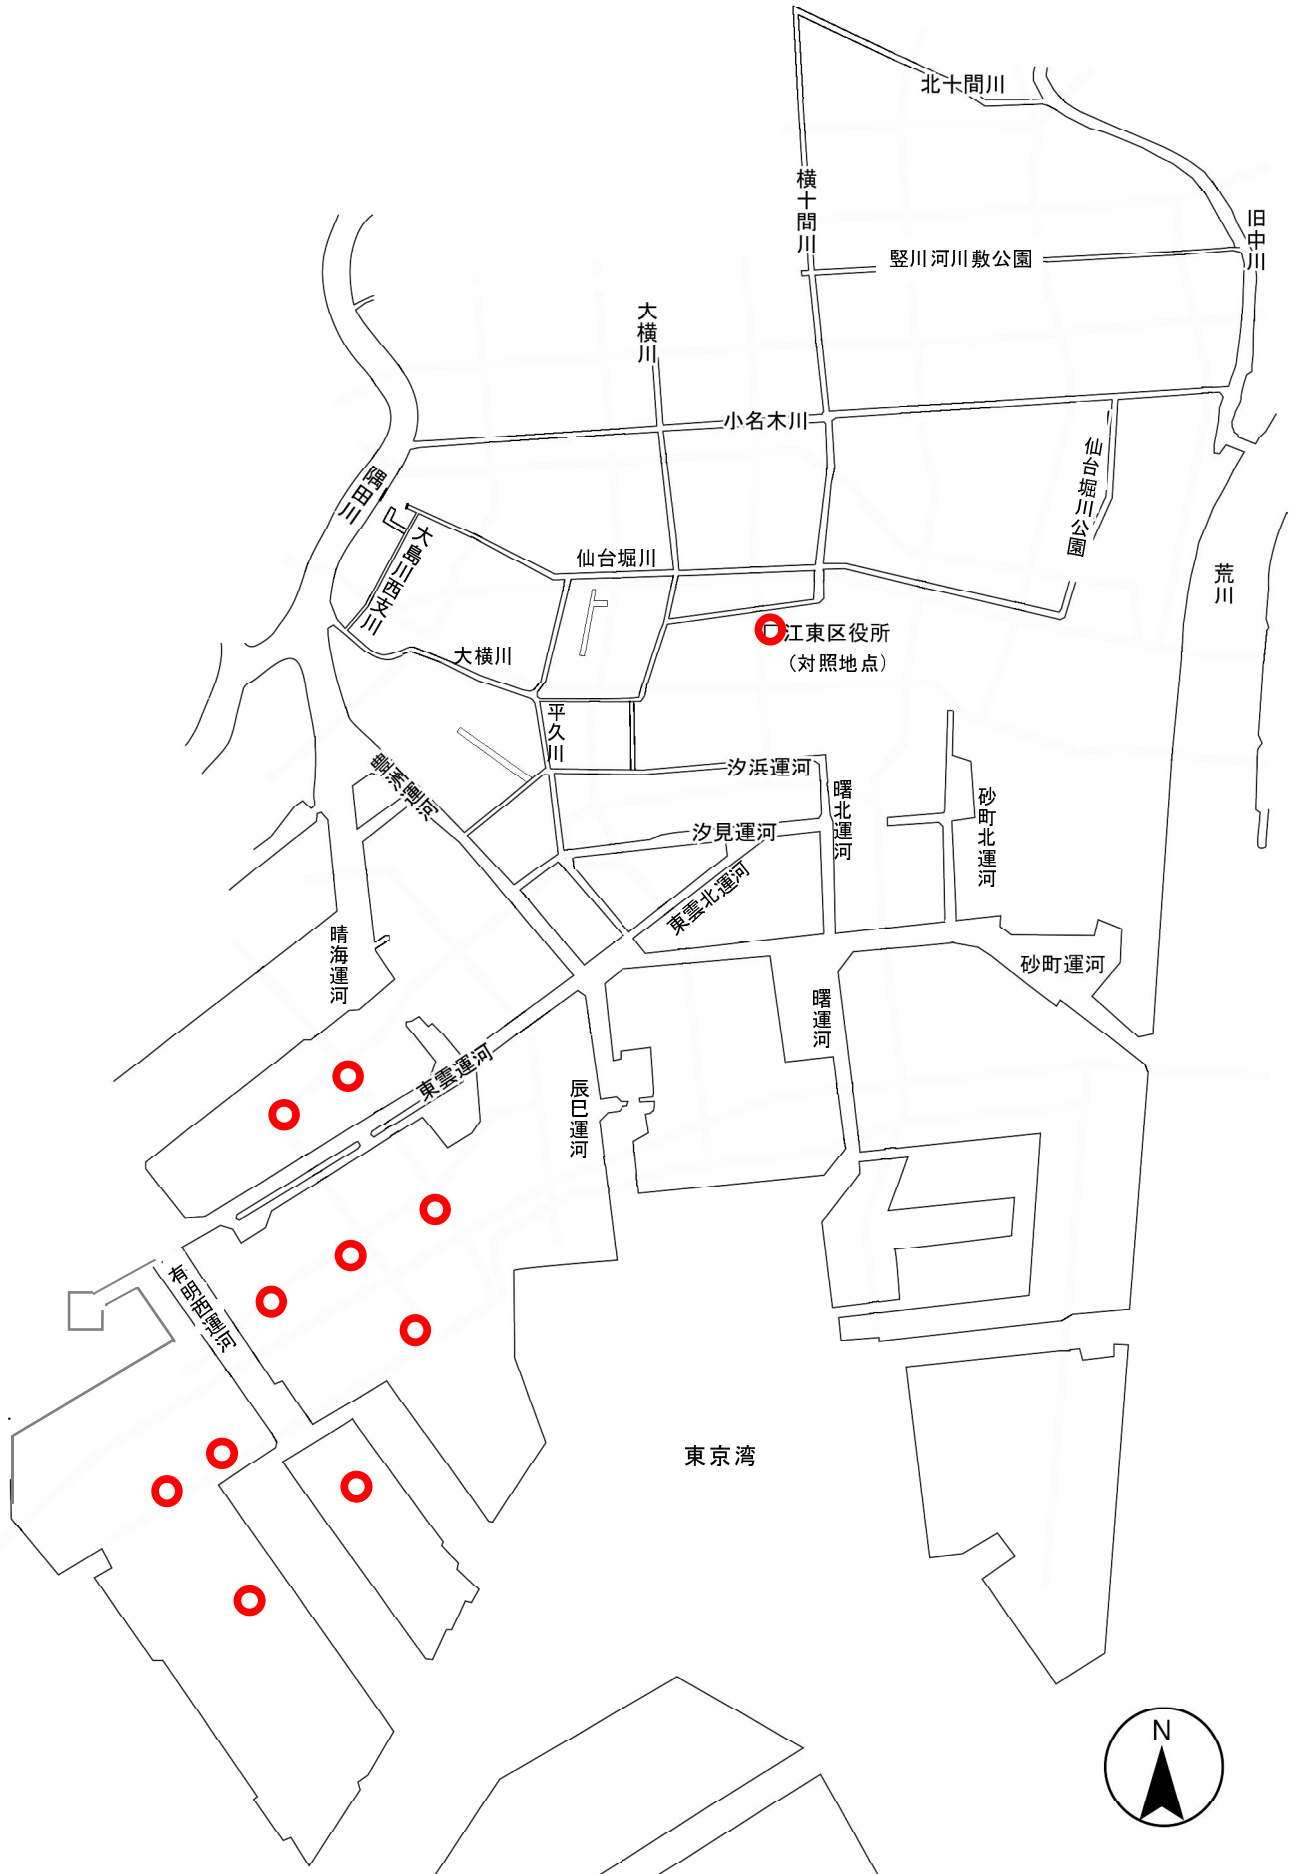 北十間川
横十間川
旧中川
竪川河川敷公園
大横川
小名木川
仙台堀川公園
隅田川
大島川西支川
仙台堀川
荒川
江東区役所
（対照地点）
大横川
平久川
豊洲運河
汐浜運河
曙北運河
砂町北運河
汐見運河
東雲北運河
晴海運河
砂町運河
曙運河
東雲運河
辰巳運河
有明西運河
東京湾
N